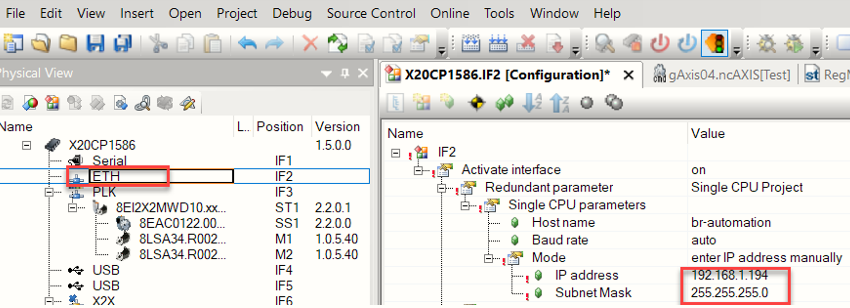 File Edit View Insert Open Project Debug Source Control Online Tools Window Help
Physical View
X20CP1586.IF2 [Configuration]*
gAxis04.ncAXIS[Test]
Name L.. Position Version
X20CP1586 1.5.0.0
Serial IF1
ETH IF2
PLK IF3
8EI2X2MWD10.xx... ST1 2.2.0.1
8EAC0122.00... SS1 2.2.0.0
8LSA34.R002... M1 1.0.5.40
8LSA34.R002... M2 1.0.5.40
USB IF4
USB IF5
X2X IF6
Name Value
IF2
Activate interface on
Redundant parameter Single CPU Project
Single CPU parameters
Host name br-automation
Baud rate auto
Mode enter IP address manually
IP address 192.168.1.194
Subnet Mask 255.255.255.0